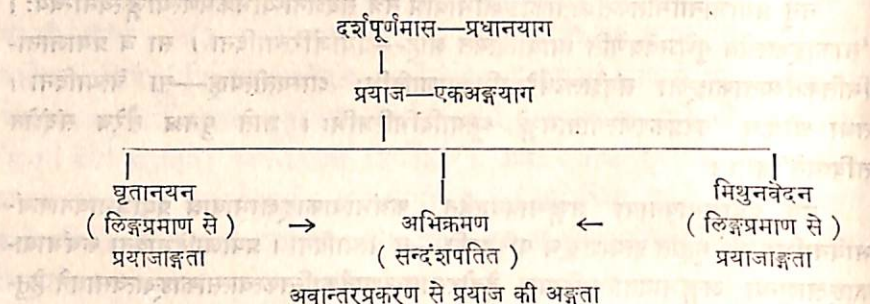 दर्शपूर्णमास—प्रधानयाग
प्रयाज—एकअङ्गयाग
घृतानयन मिथुनवेदन
( लिङ्गप्रमाण से ) → अभिक्रमण ← ( लिङ्गप्रमाण से )
प्रयाजाङ्गता ( सन्दंशपतित ) प्रयाजाङ्गता
अवान्तरप्रकरण से प्रयाज की अङ्गता